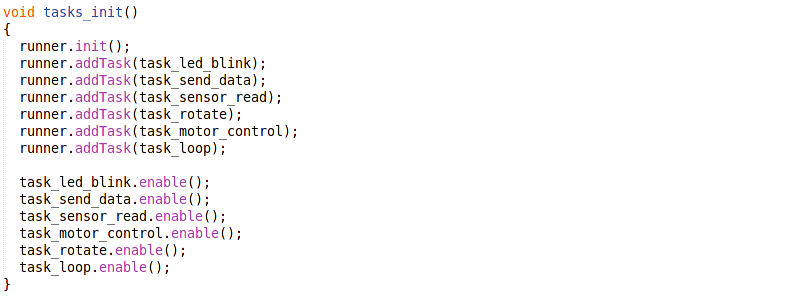 void tasks_init()
{
  runner.init();
  runner.addTask(task_led_blink);
  runner.addTask(task_send_data);
  runner.addTask(task_sensor_read);
  runner.addTask(task_rotate);
  runner.addTask(task_motor_control);
  runner.addTask(task_loop);

  task_led_blink.enable();
  task_send_data.enable();
  task_sensor_read.enable();
  task_motor_control.enable();
  task_rotate.enable();
  task_loop.enable();
}